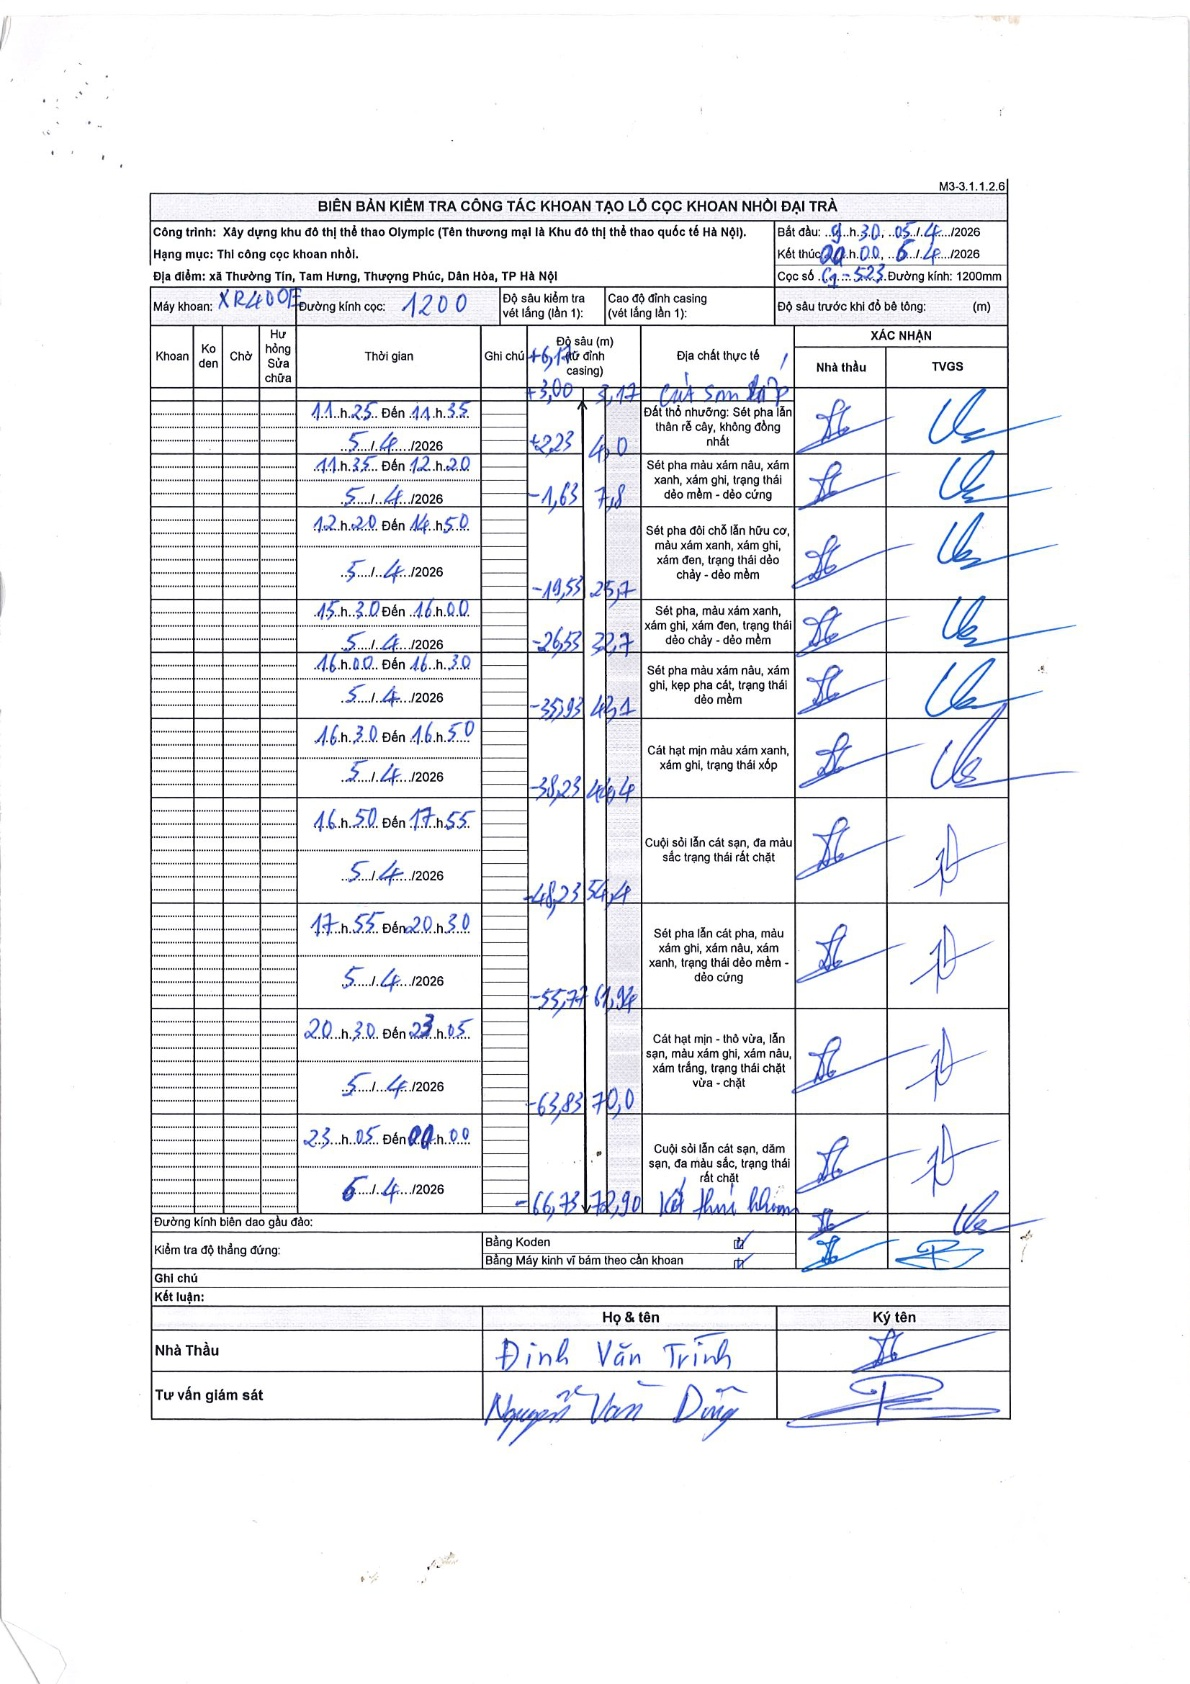 M3-3.1.1.2.6
BIÊN BẢN KIỂM TRA CÔNG TÁC KHOAN TẠO LỖ CỌC KHOAN NHỒI ĐẠI TRÀ
Công trình: Xây dựng khu đô thị thể thao Olympic (Tên thương mại là Khu đô thị thể thao quốc tế Hà Nội).
Bắt đầu: 9.h.30, 05/4/2026
Hạng mục: Thi công cọc khoan nhồi.
Kết thúc h.00, 6/4/2026
Địa điểm: xã Thường Tín, Tam Hưng, Thượng Phúc, Dân Hòa, TP Hà Nội
Cọc số -523 Đường kính: 1200mm
Máy khoan: XR400E
Đường kính cọc: 1200
Độ sâu kiểm tra vét lắng (lần 1):
Cao độ đỉnh casing (vét lắng lần 1):
Độ sâu trước khi đổ bê tông: (m)
Khoan
Ko den
Chờ
Hư hỏng Sửa chữa
Thời gian
Ghi chú
Độ sâu (m) từ đỉnh casing)
+6,17
Địa chất thực tế
XÁC NHẬN
Nhà thầu
TVGS
+3,00 3,17
11.h.25 Đến 11.h.35
5/4/2026
+2,23 4,0
Đất thổ nhưỡng: Sét pha lẫn
thân rễ cây, không đồng
nhất
11.h.35 Đến 12.h.20
5/4/2026
-1,63 7,8
Sét pha màu xám nâu, xám
xanh, xám ghi, trạng thái
dẻo mềm - dẻo cứng
12.h.20 Đến 14.h.50
5/4/2026
-19,53 25,7
Sét pha đôi chỗ lẫn hữu cơ,
màu xám xanh, xám ghi,
xám đen, trạng thái dẻo
chảy - dẻo mềm
15.h.30 Đến 16.h.00
5/4/2026
-26,53 32,7
Sét pha, màu xám xanh,
xám ghi, xám đen, trạng thái
dẻo chảy - dẻo mềm
16.h.00 Đến 16.h.30
5/4/2026
-35,93 42,1
Sét pha màu xám nâu, xám
ghi, kẹp pha cát, trạng thái
dẻo mềm
16.h.30 Đến 16.h.50
5/4/2026
-38,23 44,4
Cát hạt mịn màu xám xanh,
xám ghi, trạng thái xốp
16.h.50 Đến 17.h.55
5/4/2026
-48,23 54,4
Cuội sỏi lẫn cát sạn, đa màu
sắc trạng thái rất chặt
17.h.55 Đến 20.h.30
5/4/2026
-55,77 61,94
Sét pha lẫn cát pha, màu
xám ghi, xám nâu, xám
xanh, trạng thái dẻo mềm -
dẻo cứng
20.h.30 Đến 23.h.05
5/4/2026
-63,83 70,0
Cát hạt mịn - thô vừa, lẫn
sạn, màu xám ghi, xám nâu,
xám trắng, trạng thái chặt
vừa - chặt
23.h.05 Đến h.00
6/4/2026
-66,73 72,90
Cuội sỏi lẫn cát sạn, dăm
sạn, đa màu sắc, trạng thái
rất chặt
Kết thúc khoan
Đường kính biên dao gầu đào:
Kiểm tra độ thẳng đứng:
Bằng Koden
Bằng Máy kinh vĩ bám theo cần khoan
Ghi chú
Kết luận:
Họ & tên
Ký tên
Nhà Thầu
Đinh Văn Trình
Tư vấn giám sát
Nguyễn Văn Dũng